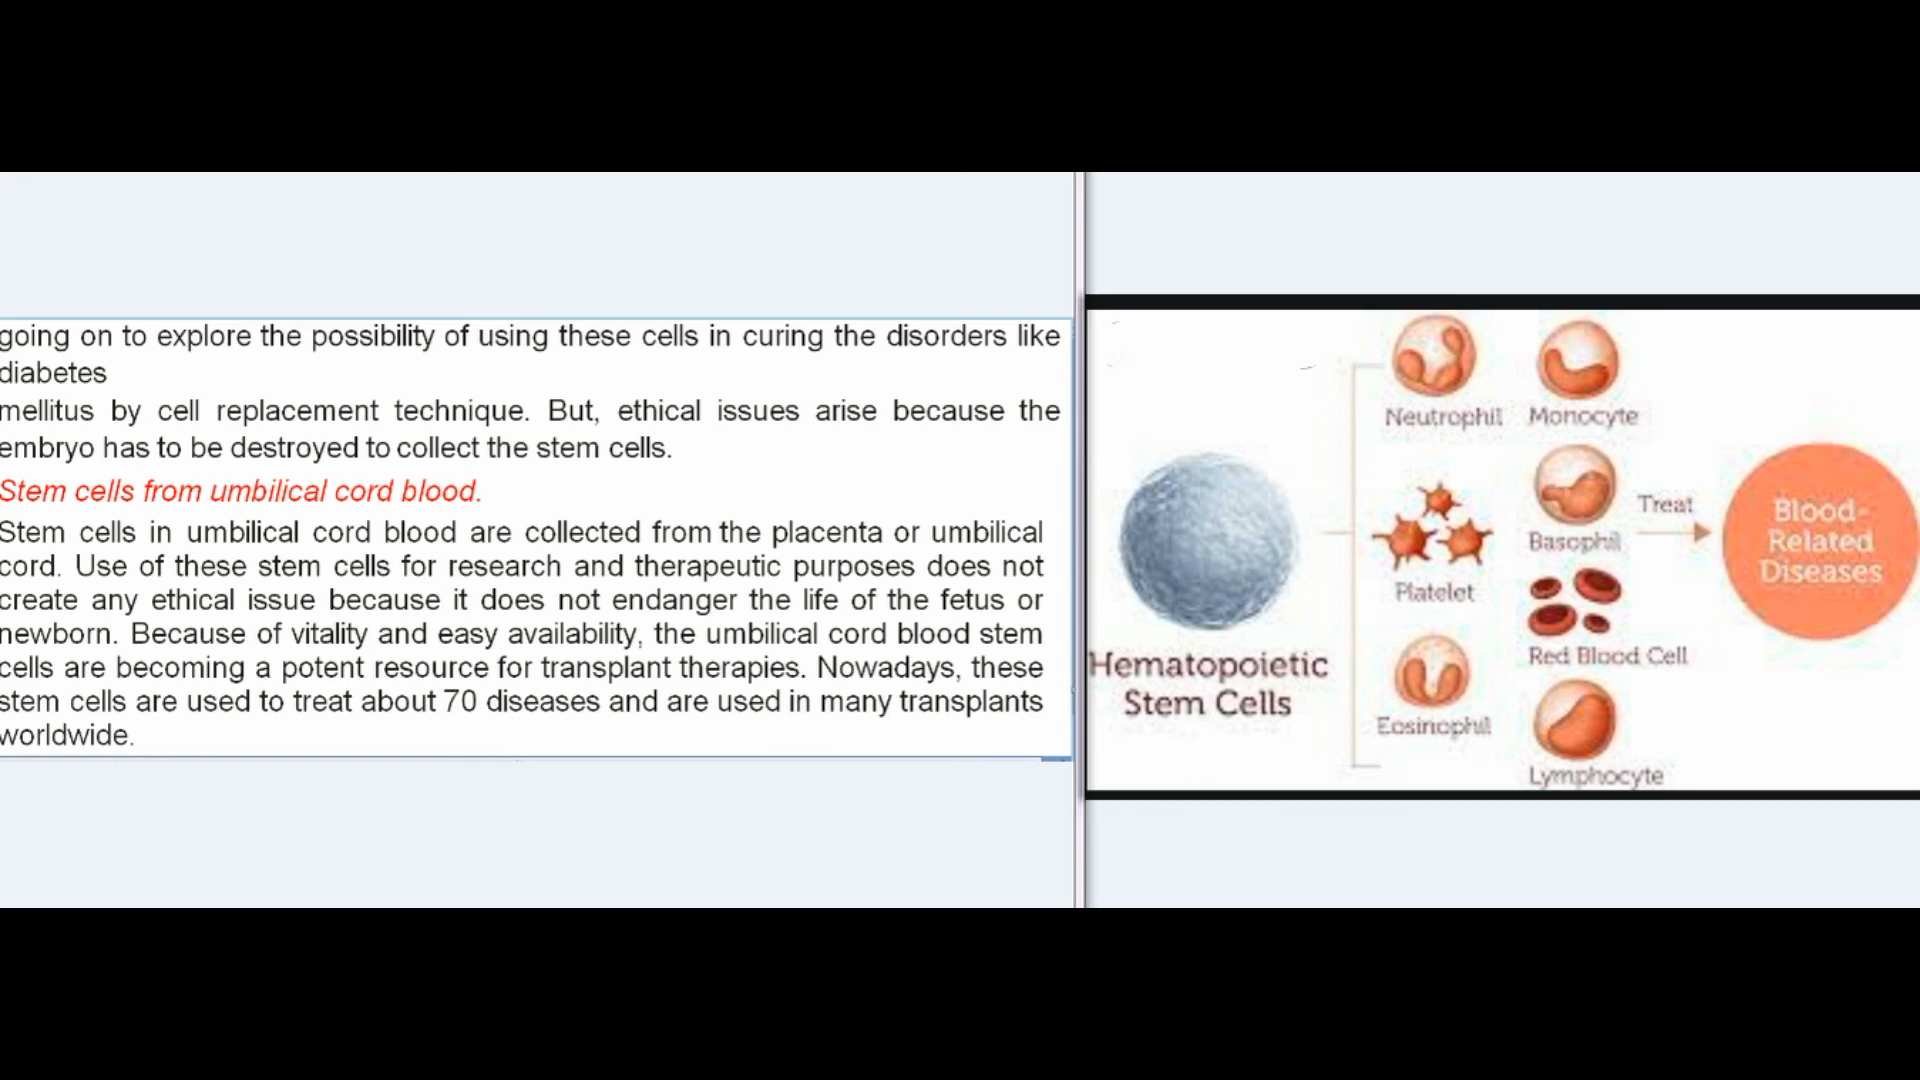 going on to explore the possibility of using these cells in curing the disorders like
diabetes
mellitus by cell replacement technique. But, ethical issues arise because the
embryo has to be destroyed to collect the stem cells.
Stem cells from umbilical cord blood.
Stem cells in umbilical cord blood are collected from the placenta or umbilical
cord. Use of these stem cells for research and therapeutic purposes does not
create any ethical issue because it does not endanger the life of the fetus or
newborn. Because of vitality and easy availability, the umbilical cord blood stem
cells are becoming a potent resource for transplant therapies. Nowadays, these
stem cells are used to treat about 70 diseases and are used in many transplants
worldwide.
Hematopoietic
Stem Cells
Neutrophil
Monocyte
Platelet
Basophil
Red Blood Cell
Eosinophil
Lymphocyte
Treat
Blood-
Related
Diseases